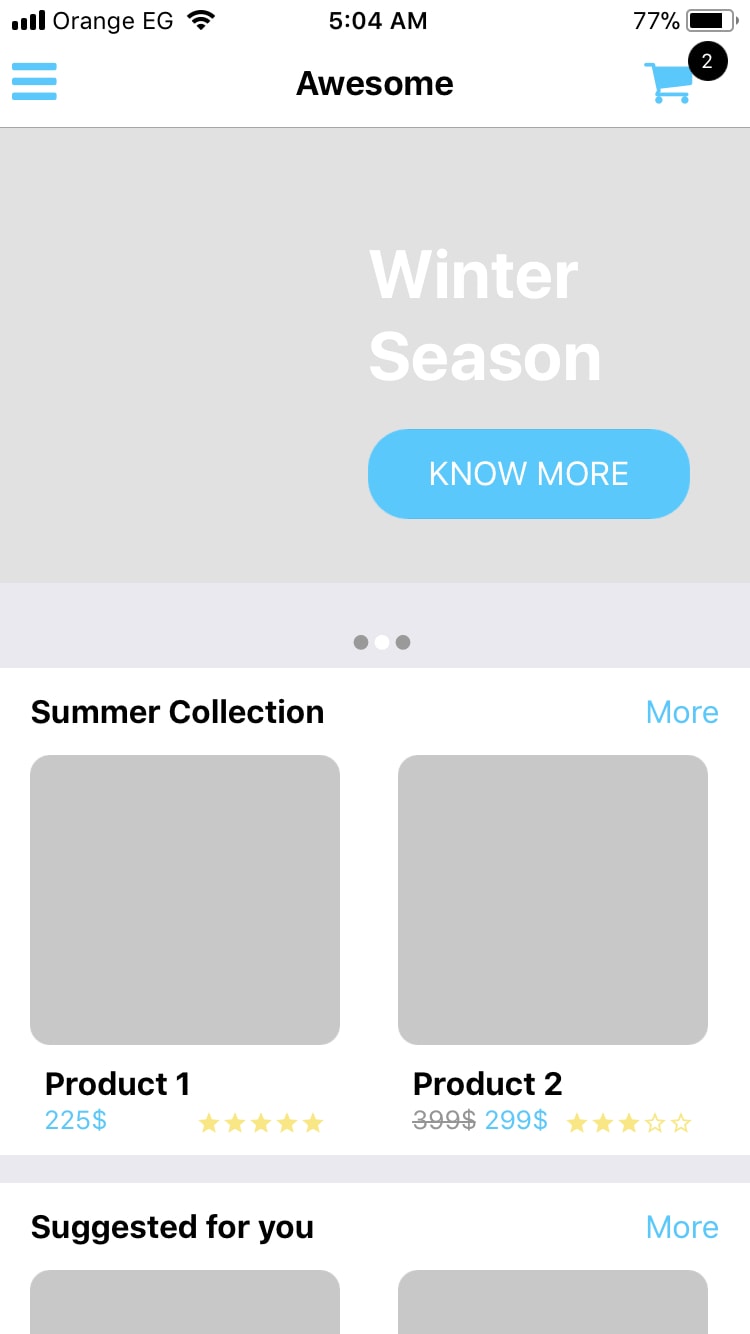 Orange EG 5:04 AM 77%
Awesome 2
Winter
Season
KNOW MORE
Summer Collection More
Product 1 Product 2
225$ 399$ 299$
Suggested for you More